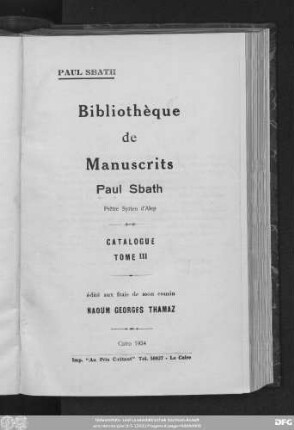 PAUL SBATH
Bibliothèque
de
Manuscrits
Paul Sbath
Prêtre Syrien d'Alep
CATALOGUE
TOME III
édité aux frais de mon cousin
NAOUM GEORGES THAMAZ
Caire 1934
Imp. "Au Prix Coûtant" Tél. - Le Caire
DFG